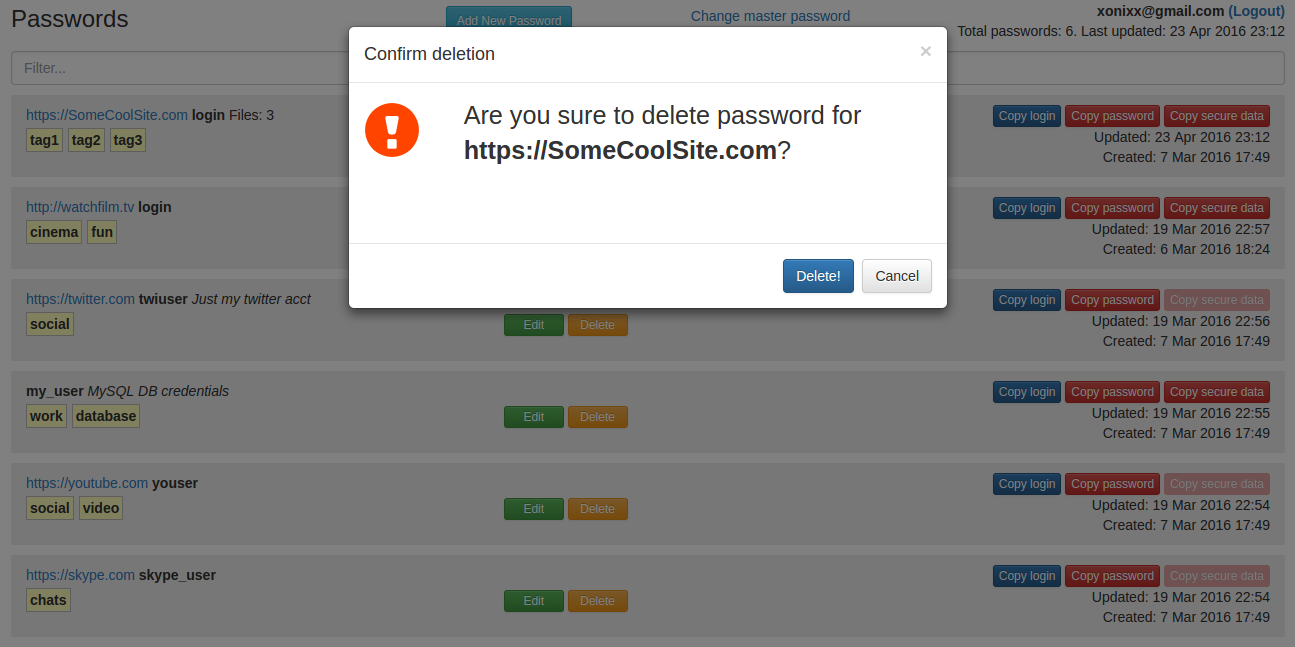 Passwords
Add New Password
Change master password
xonixx@gmail.com (Logout)
Total passwords: 6. Last updated: 23 Apr 2016 23:12
Filter...
Confirm deletion ×
Are you sure to delete password for
https://SomeCoolSite.com?
Delete! Cancel
https://SomeCoolSite.com login Files: 3
tag1 tag2 tag3
Copy login Copy password Copy secure data
Updated: 23 Apr 2016 23:12
Created: 7 Mar 2016 17:49
http://watchfilm.tv login
cinema fun
Copy login Copy password Copy secure data
Updated: 19 Mar 2016 22:57
Created: 6 Mar 2016 18:24
https://twitter.com twiuser Just my twitter acct
social
Edit Delete
Copy login Copy password Copy secure data
Updated: 19 Mar 2016 22:56
Created: 7 Mar 2016 17:49
my_user MySQL DB credentials
work database
Edit Delete
Copy login Copy password Copy secure data
Updated: 19 Mar 2016 22:55
Created: 7 Mar 2016 17:49
https://youtube.com youser
social video
Edit Delete
Copy login Copy password Copy secure data
Updated: 19 Mar 2016 22:54
Created: 7 Mar 2016 17:49
https://skype.com skype_user
chats
Edit Delete
Copy login Copy password Copy secure data
Updated: 19 Mar 2016 22:54
Created: 7 Mar 2016 17:49